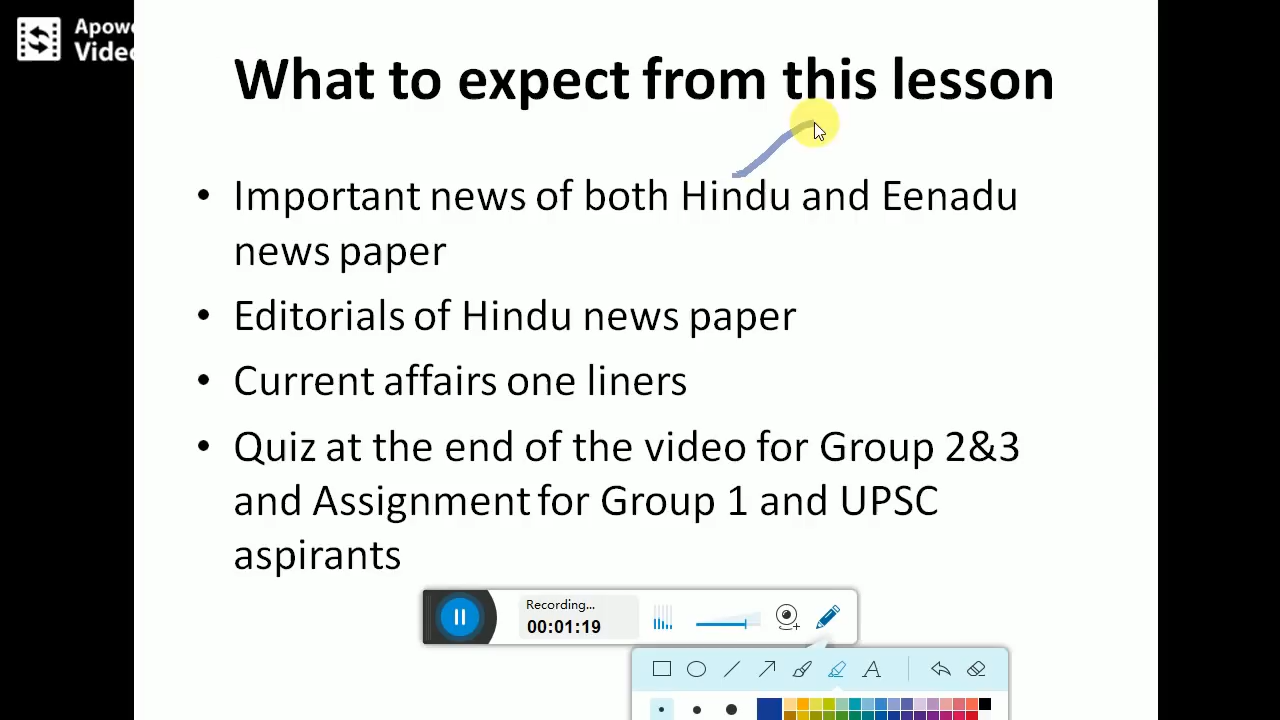 Apowe
Video
What to expect from this lesson
• Important news of both Hindu and Eenadu
news paper
• Editorials of Hindu news paper
• Current affairs one liners
• Quiz at the end of the video for Group 2&3
and Assignment for Group 1 and UPSC
aspirants
Recording...
00:01:19
A